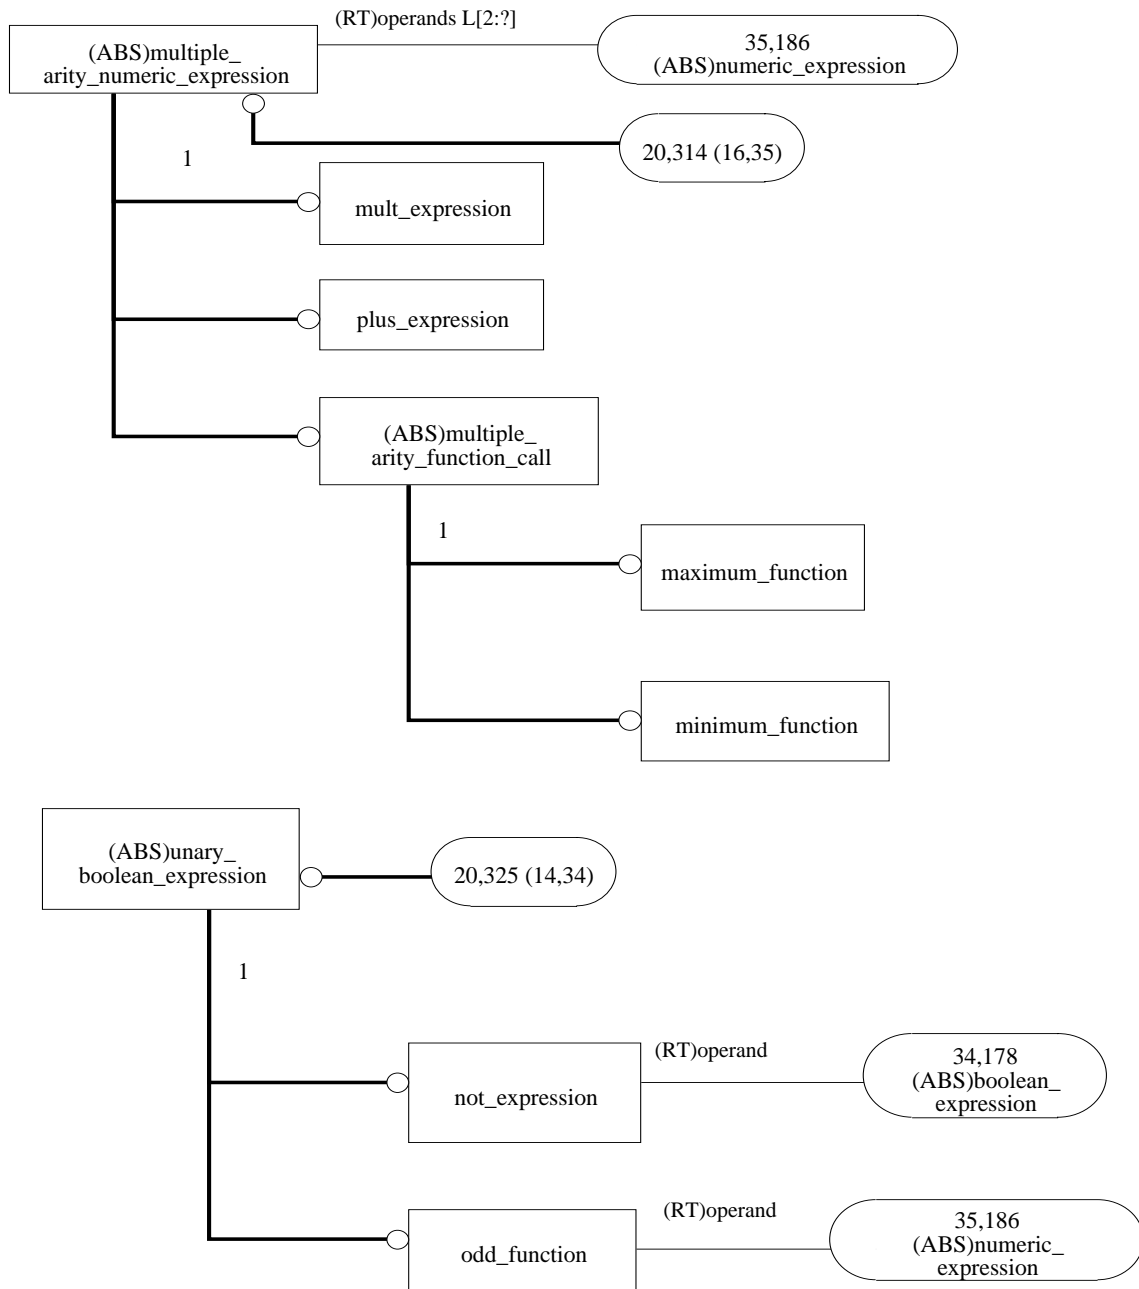 (RT)operands L[2:?]
(ABS)multiple_
arity_numeric_expression
35,186
(ABS)numeric_expression
20,314 (16,35)
1
mult_expression
plus_expression
(ABS)multiple_
arity_function_call
1
maximum_function
minimum_function
(ABS)unary_
boolean_expression
20,325 (14,34)
1
not_expression
(RT)operand
34,178
(ABS)boolean_
expression
odd_function
(RT)operand
35,186
(ABS)numeric_
expression